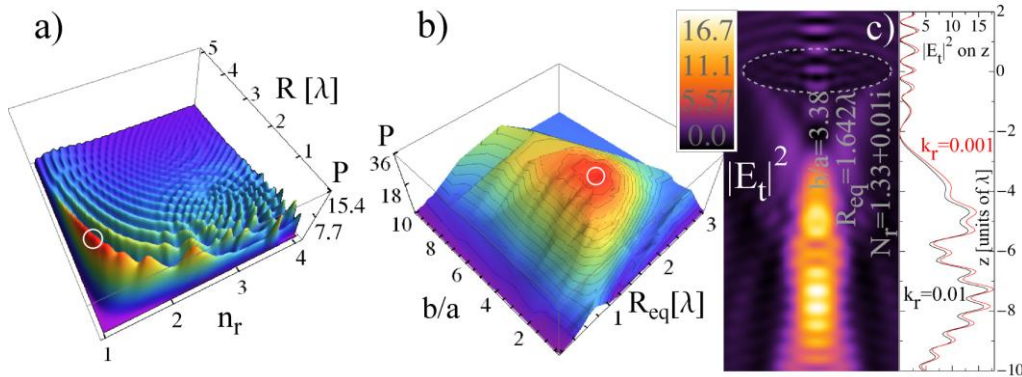 a)
5
4
3
2
1
R [λ]
P
15.4
7.7
1
2
3
4
n_r
b)
P
36
18
10
8
6
4
2
b/a
1
2
3
R_eq[λ]
16.7
11.1
5.57
0.0
c)
|E_t|^2
b/a=3.38
R_eq=1.642λ
N_r=1.33+0.01i
5 10 15
|E_t|^2 on z
k_r=0.001
k_r=0.01
2
0
-2
-4
-6
-8
-10
z [units of λ]